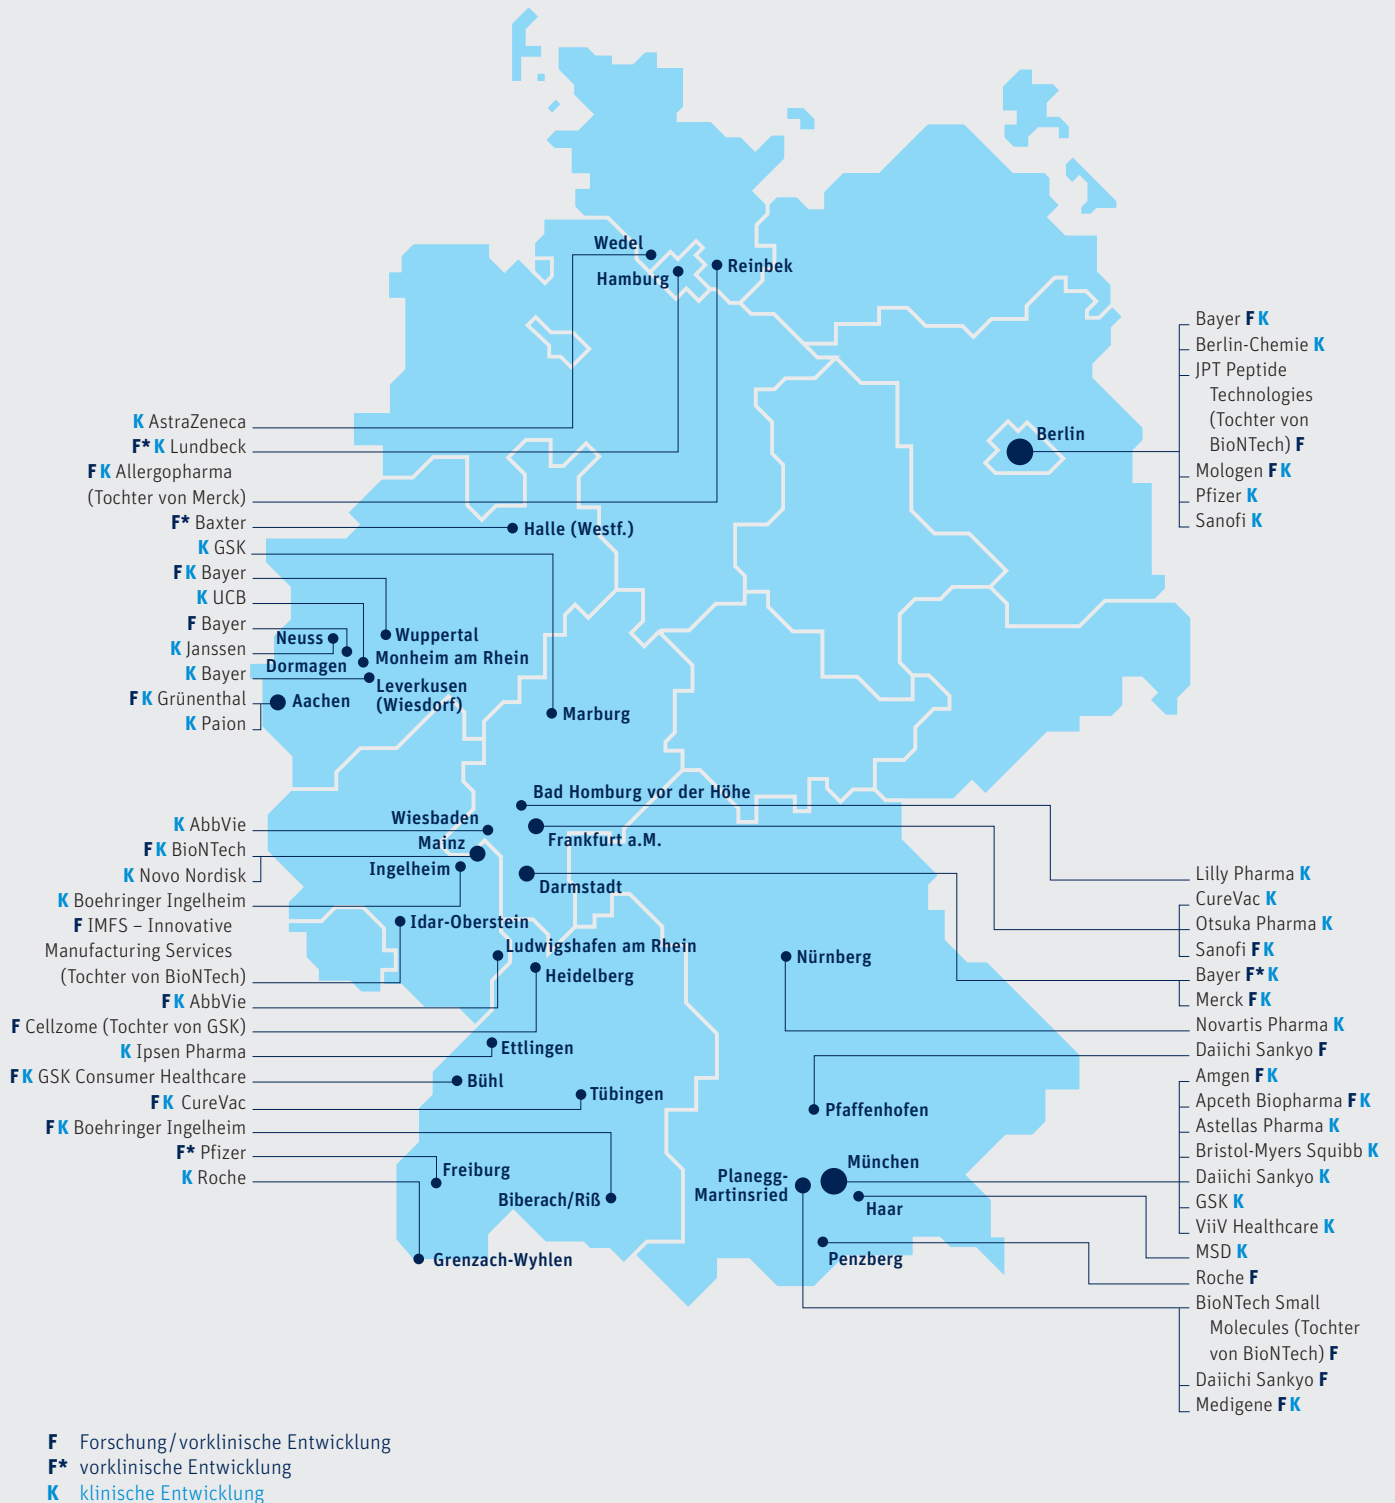 Wedel
Hamburg
Reinbek
K AstraZeneca
F* K Lundbeck
F K Allergopharma
(Tochter von Merck)
F* Baxter
K GSK
F K Bayer
K UCB
F Bayer
K Janssen
K Bayer
F K Grünenthal
K Paion
Halle (Westf.)
Neuss
Wuppertal
Dormagen
Monheim am Rhein
Leverkusen
(Wiesdorf)
Aachen
Marburg
Berlin
Bayer F K
Berlin-Chemie K
JPT Peptide
Technologies
(Tochter von
BioNTech) F
Mologen F K
Pfizer K
Sanofi K
K AbbVie
F K BioNTech
K Novo Nordisk
K Boehringer Ingelheim
F IMFS – Innovative
Manufacturing Services
(Tochter von BioNTech)
F K AbbVie
F Cellzome (Tochter von GSK)
K Ipsen Pharma
F K GSK Consumer Healthcare
F K CureVac
F K Boehringer Ingelheim
F* Pfizer
K Roche
Bad Homburg vor der Höhe
Wiesbaden
Mainz
Frankfurt a.M.
Ingelheim
Darmstadt
Idar-Oberstein
Ludwigshafen am Rhein
Heidelberg
Nürnberg
Ettlingen
Bühl
Tübingen
Pfaffenhofen
Freiburg
Biberach/Riß
Planegg-
Martinsried
München
Haar
Grenzach-Wyhlen
Penzberg
Lilly Pharma K
CureVac K
Otsuka Pharma K
Sanofi F K
Bayer F* K
Merck F K
Novartis Pharma K
Daiichi Sankyo F
Amgen F K
Apceth Biopharma F K
Astellas Pharma K
Bristol-Myers Squibb K
Daiichi Sankyo K
GSK K
ViiV Healthcare K
MSD K
Roche F
BioNTech Small
Molecules (Tochter
von BioNTech) F
Daiichi Sankyo F
Medigene F K
F Forschung/vorklinische Entwicklung
F* vorklinische Entwicklung
K klinische Entwicklung